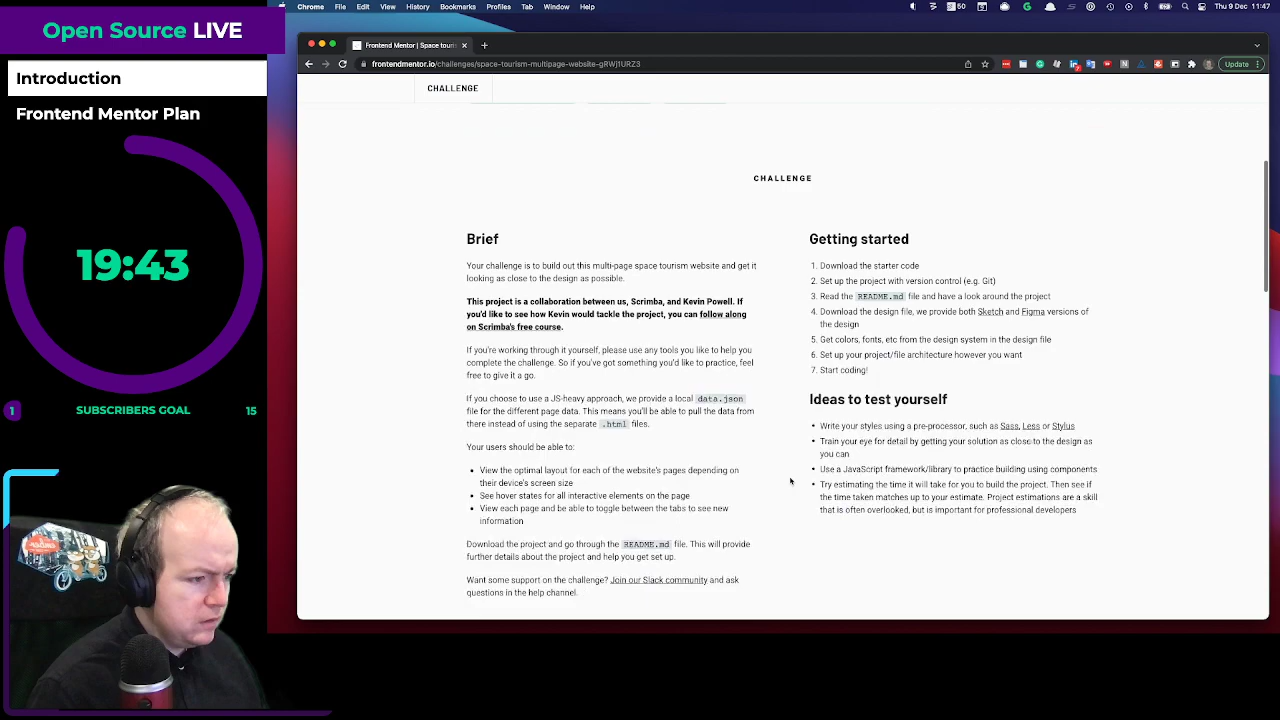 Open Source LIVE
Introduction
Frontend Mentor Plan
19:43
1 SUBSCRIBERS GOAL 15
Chrome File Edit View History Bookmarks Profiles Tab Window Help
50
Thu 9 Dec 11:47
Frontend Mentor | Space touris
frontendmentor.io/challenges/space-tourism-multipage-website-gRWj1URZ3
Update
CHALLENGE
CHALLENGE
Brief
Your challenge is to build out this multi-page space tourism website and get it
looking as close to the design as possible.
This project is a collaboration between us, Scrimba, and Kevin Powell. If
you'd like to see how Kevin would tackle the project, you can follow along
on Scrimba's free course.
If you're working through it yourself, please use any tools you like to help you
complete the challenge. So if you've got something you'd like to practice, feel
free to give it a go.
If you choose to use a JS-heavy approach, we provide a local data.json
file for the different page data. This means you'll be able to pull the data from
there instead of using the separate .html files.
Your users should be able to:
• View the optimal layout for each of the website's pages depending on
their device's screen size
• See hover states for all interactive elements on the page
• View each page and be able to toggle between the tabs to see new
information
Download the project and go through the README.md file. This will provide
further details about the project and help you get set up.
Want some support on the challenge? Join our Slack community and ask
questions in the help channel.
Getting started
1. Download the starter code
2. Set up the project with version control (e.g. Git)
3. Read the README.md file and have a look around the project
4. Download the design file, we provide both Sketch and Figma versions of
the design
5. Get colors, fonts, etc from the design system in the design file
6. Set up your project/file architecture however you want
7. Start coding!
Ideas to test yourself
• Write your styles using a pre-processor, such as Sass, Less or Stylus
• Train your eye for detail by getting your solution as close to the design as
you can
• Use a JavaScript framework/library to practice building using components
• Try estimating the time it will take for you to build the project. Then see if
the time taken matches up to your estimate. Project estimations are a skill
that is often overlooked, but is important for professional developers